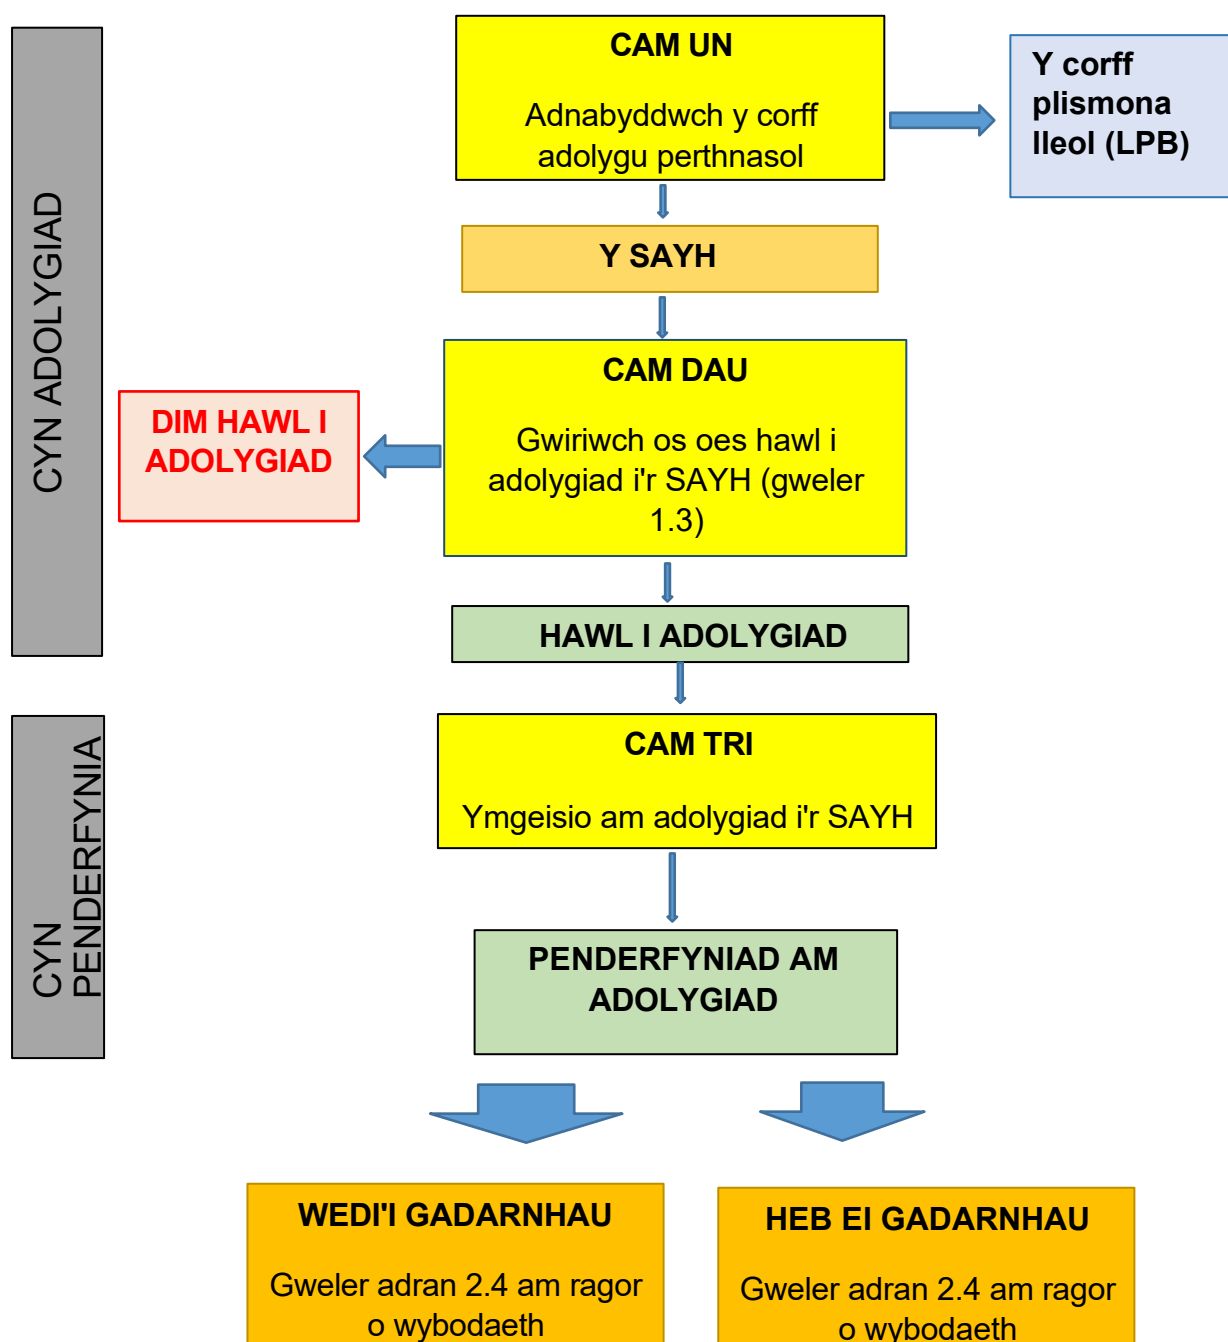 CYN ADOLYGIAD
CAM UN
Adnabyddwch y corff
adolygu perthnasol
Y corff
plismona
lleol (LPB)
Y SAYH
CAM DAU
Gwiriwch os oes hawl i
adolygiad i'r SAYH (gweler
1.3)
DIM HAWL I
ADOLYGIAD
HAWL I ADOLYGIAD
CYN
PENDERFYNIA
CAM TRI
Ymgeisio am adolygiad i'r SAYH
PENDERFYNIAD AM
ADOLYGIAD
WEDI'I GADARNHAU
Gweler adran 2.4 am ragor
o wybodaeth
HEB EI GADARNHAU
Gweler adran 2.4 am ragor
o wybodaeth